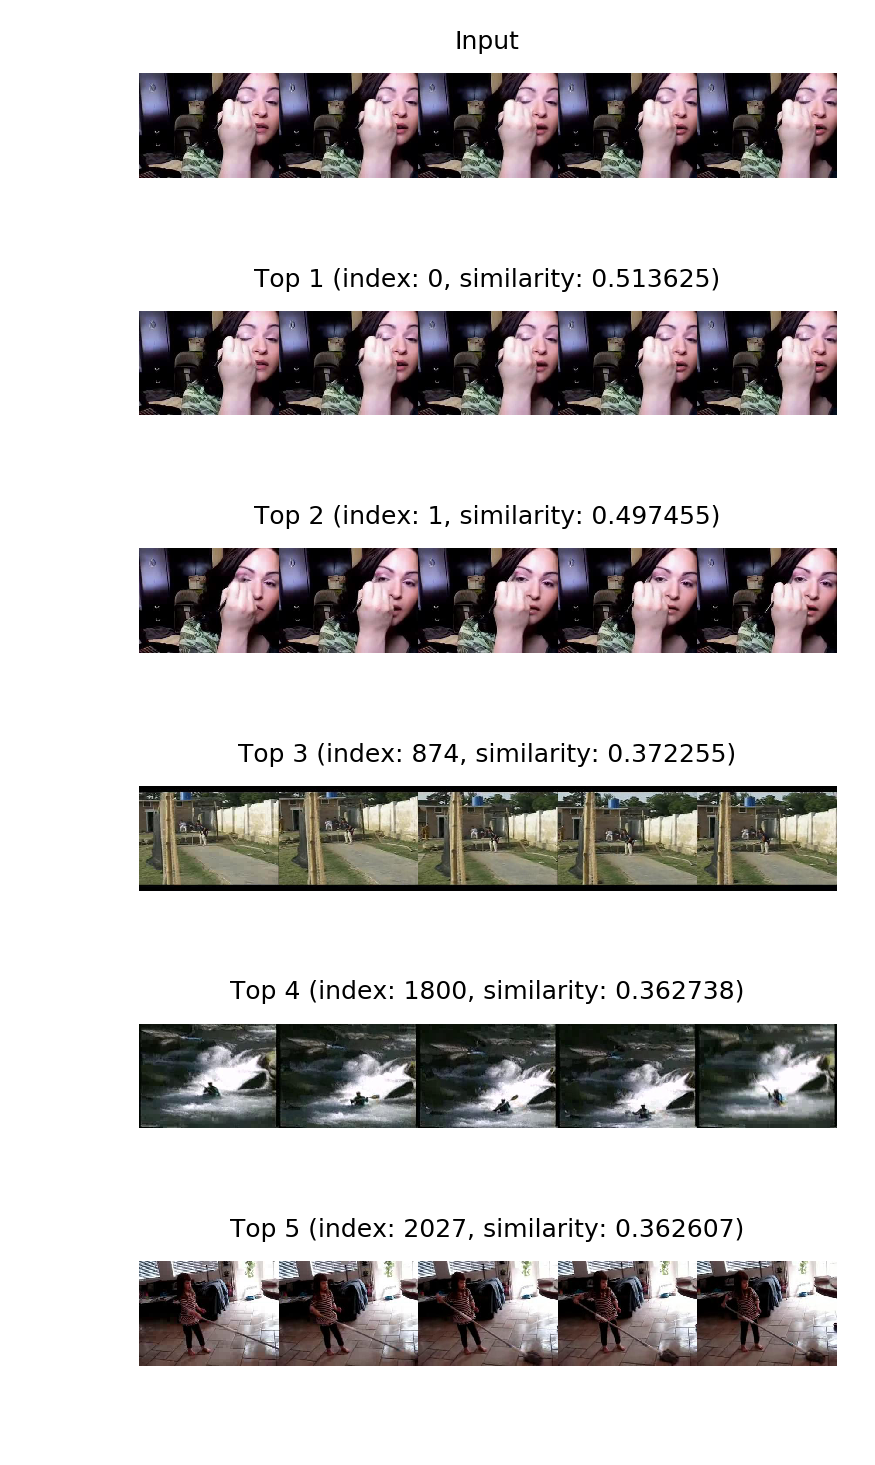 Input
Top 1 (index: 0, similarity: 0.513625)
Top 2 (index: 1, similarity: 0.497455)
Top 3 (index: 874, similarity: 0.372255)
Top 4 (index: 1800, similarity: 0.362738)
Top 5 (index: 2027, similarity: 0.362607)